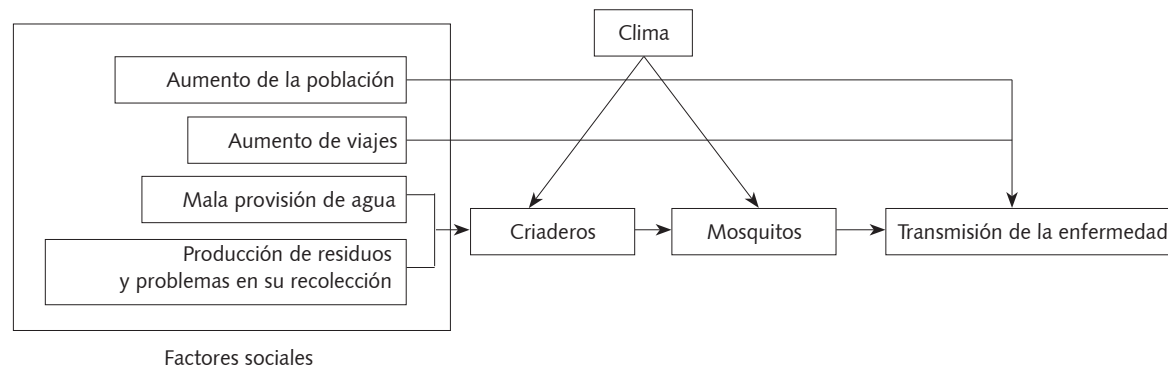 Clima
Aumento de la población
Aumento de viajes
Mala provisión de agua
Producción de residuos
y problemas en su recolección
Criaderos
Mosquitos
Transmisión de la enfermedad
Factores sociales